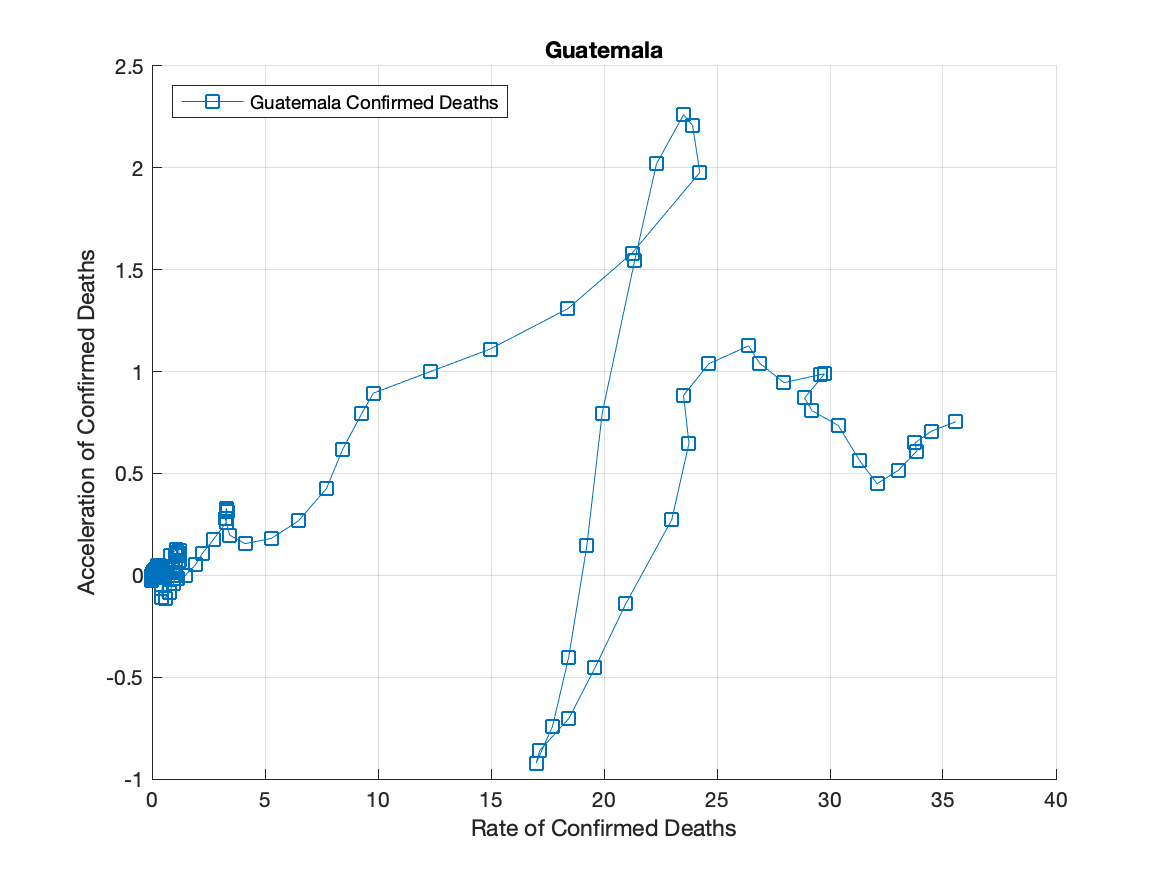 Guatemala
2.5
Guatemala Confirmed Deaths
2
1.5
1
0.5
0
-0.5
-1
Acceleration of Confirmed Deaths
0 5 10 15 20 25 30 35 40
Rate of Confirmed Deaths